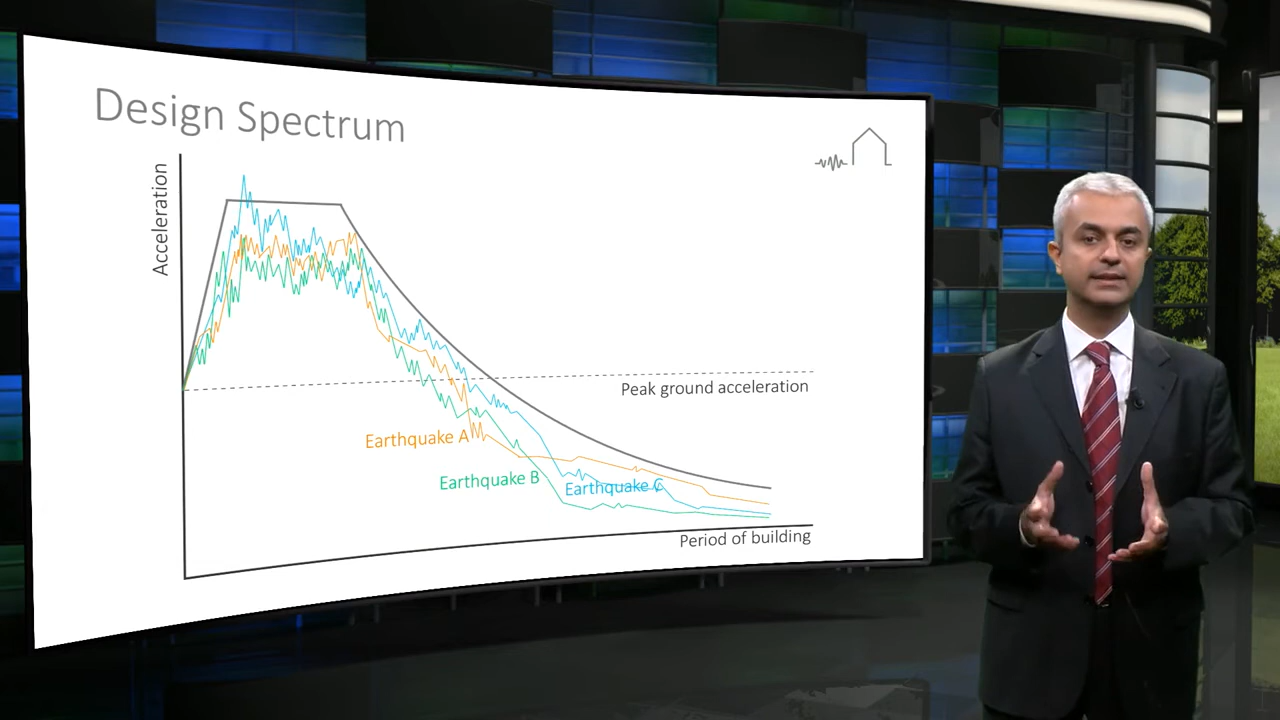 Design Spectrum
Acceleration
Peak ground acceleration
Earthquake A
Earthquake B
Earthquake C
Period of building